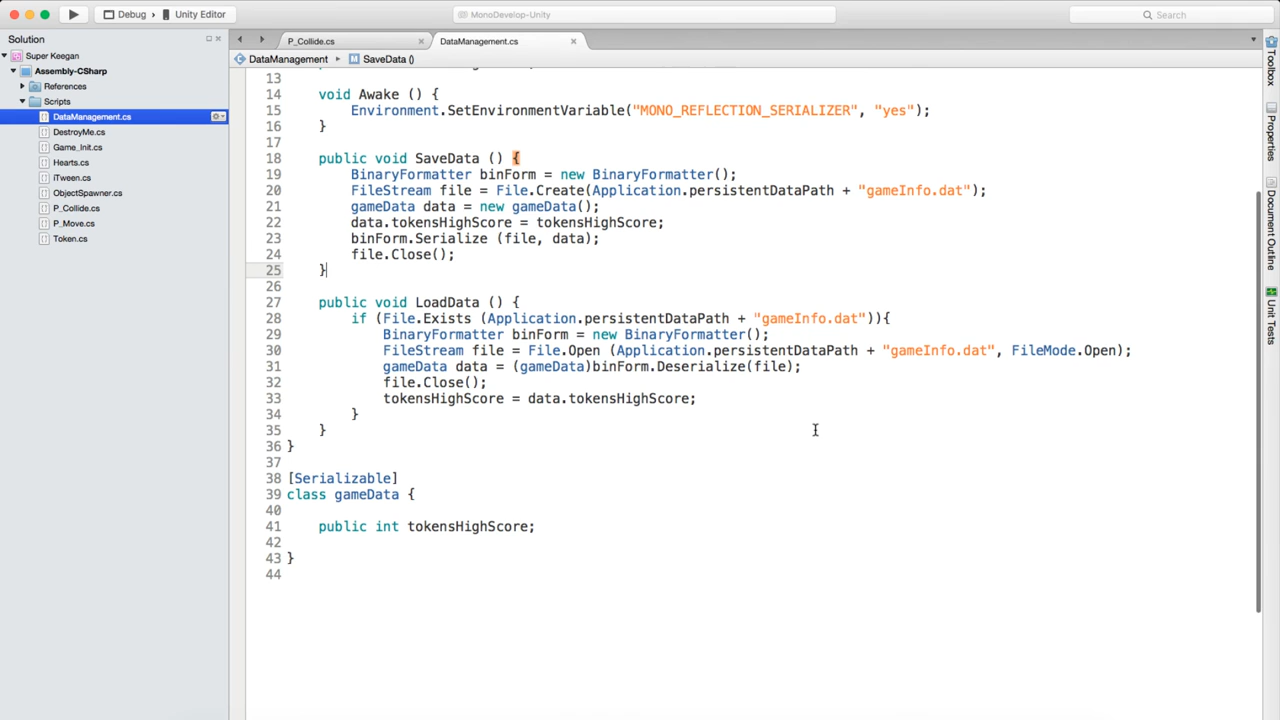 Debug
Unity Editor
MonoDevelop-Unity
Search
Solution
Super Keegan
Assembly-CSharp
References
Scripts
DataManagement.cs
DestroyMe.cs
Game_Init.cs
Hearts.cs
iTween.cs
ObjectSpawner.cs
P_Collide.cs
P_Move.cs
Token.cs
P_Collide.cs
DataManagement.cs
DataManagement
SaveData ()
13
14 void Awake () {
15 Environment.SetEnvironmentVariable("MONO_REFLECTION_SERIALIZER", "yes");
16 }
17
18 public void SaveData () {
19 BinaryFormatter binForm = new BinaryFormatter();
20 FileStream file = File.Create(Application.persistentDataPath + "gameInfo.dat");
21 gameData data = new gameData();
22 data.tokensHighScore = tokensHighScore;
23 binForm.Serialize (file, data);
24 file.Close();
25 }
26
27 public void LoadData () {
28 if (File.Exists (Application.persistentDataPath + "gameInfo.dat")){
29 BinaryFormatter binForm = new BinaryFormatter();
30 FileStream file = File.Open (Application.persistentDataPath + "gameInfo.dat", FileMode.Open);
31 gameData data = (gameData)binForm.Deserialize(file);
32 file.Close();
33 tokensHighScore = data.tokensHighScore;
34 }
35 }
36 }
37
38 [Serializable]
39 class gameData {
40
41 public int tokensHighScore;
42
43 }
44
Toolbox
Properties
Document Outline
Unit Tests